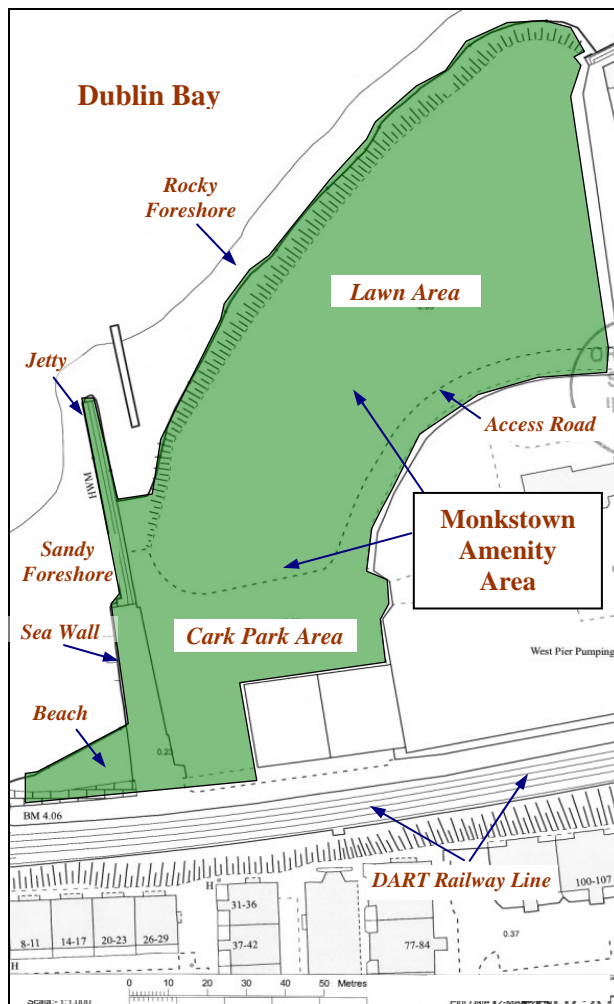 Dublin Bay
Rocky
Foreshore
Lawn Area
Jetty
Access Road
HWM
Monkstown
Amenity
Area
Sandy
Foreshore
Sea Wall
Cark Park Area
West Pier Pumping
Beach
0.23
BM 4.06
DART Railway Line
H
100-107
31-36
8-11
14-17
20-23
26-29
37-42
77-84
0.37
H
0 10 20 30 40 50 Metres